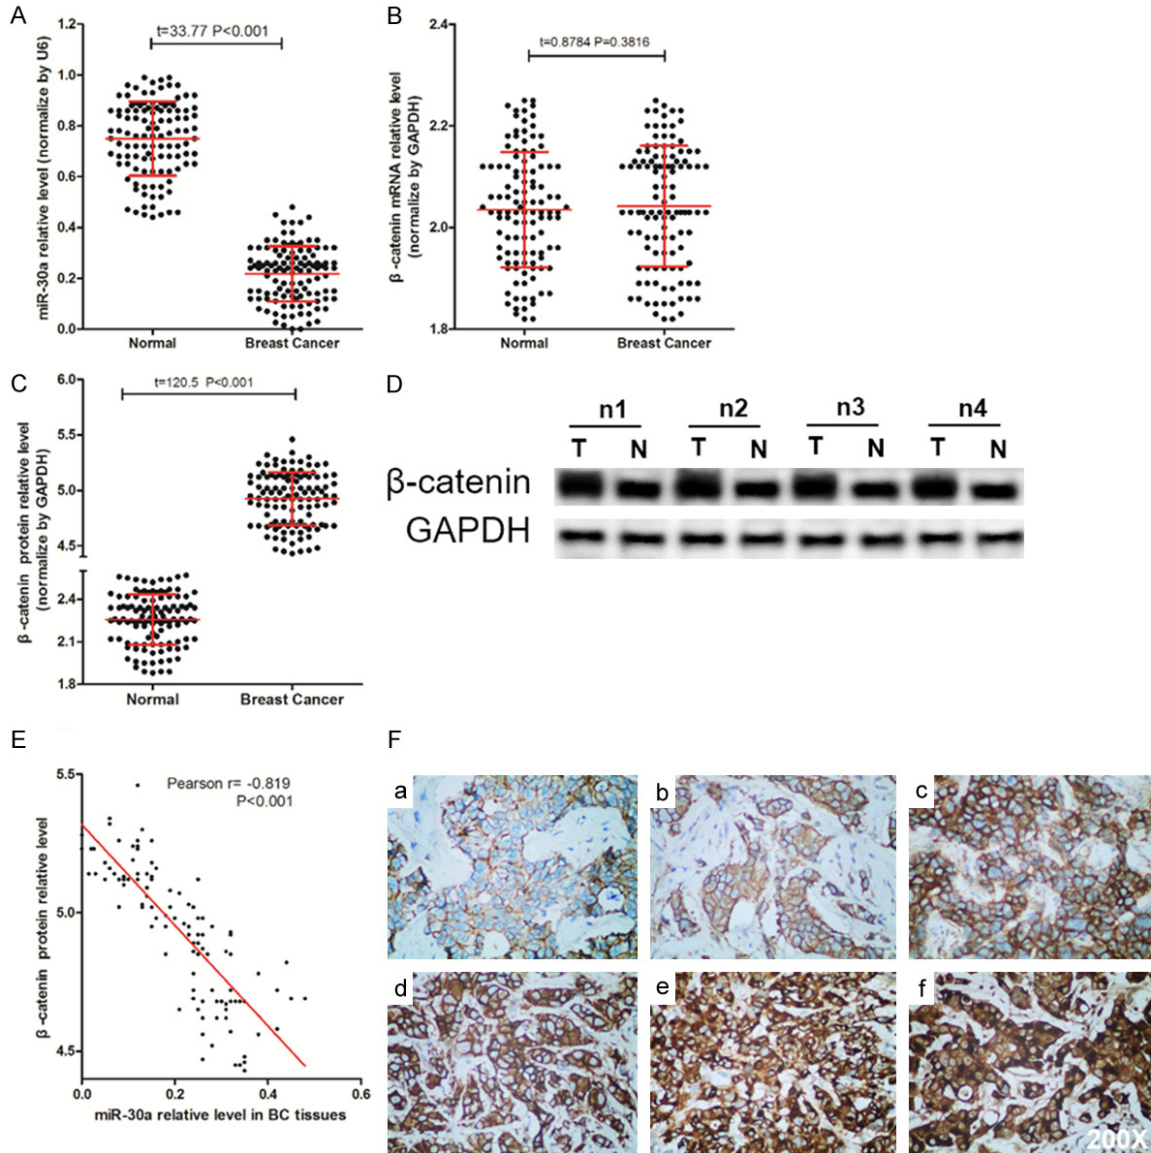 A
miR-30a relative level (normalize by U6)
1.2
1.0
0.8
0.6
0.4
0.2
0.0
t=33.77 P<0.001
Normal
Breast Cancer
B
β -catenin mRNA relative level
(normalize by GAPDH)
2.4
2.2
2.0
1.8
t=0.8784 P=0.3816
Normal
Breast Cancer
C
β -catenin protein relative level
(normalize by GAPDH)
6.0
5.5
5.0
4.5
2.4
2.1
1.8
t=120.5 P<0.001
Normal
Breast Cancer
D
n1 n2 n3 n4
T N T N T N T N
β-catenin
GAPDH
E
β -catenin protein relative level
5.5
5.0
4.5
Pearson r= -0.819
P<0.001
0.0 0.2 0.4 0.6
miR-30a relative level in BC tissues
F
a
b
c
d
e
f
200X